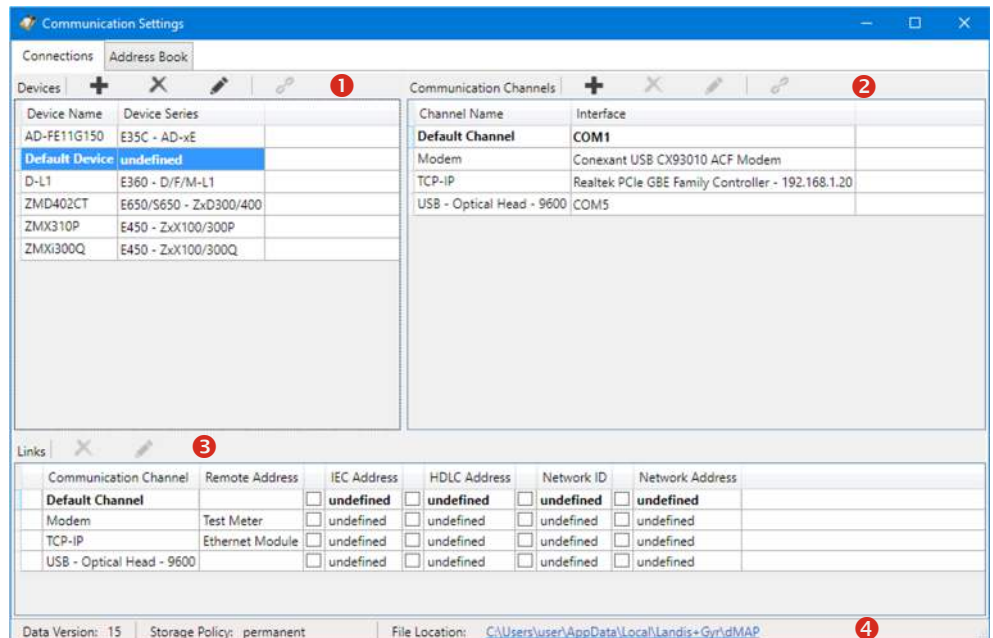 Communication Settings
Connections Address Book
Devices 1
Device Name Device Series
AD-FE11G150 E35C - AD-xE
Default Device undefined
D-L1 E360 - D/F/M-L1
ZMD402CT E650/S650 - ZxD300/400
ZMX310P E450 - ZxX100/300P
ZMXi300Q E450 - ZxX100/300Q
Communication Channels 2
Channel Name Interface
Default Channel COM1
Modem Conexant USB CX93010 ACF Modem
TCP-IP Realtek PCIe GBE Family Controller - 192.168.1.20
USB - Optical Head - 9600 COM5
Links 3
Communication Channel Remote Address IEC Address HDLC Address Network ID Network Address
Default Channel undefined undefined undefined undefined
Modem Test Meter undefined undefined undefined undefined
TCP-IP Ethernet Module undefined undefined undefined undefined
USB - Optical Head - 9600 undefined undefined undefined undefined
Data Version: 15 Storage Policy: permanent File Location: C:\Users\user\AppData\Local\Landis+Gyr\dMAP 4